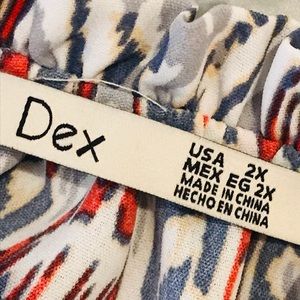 Dex
USA 2X
MEX EG 2X
MADE IN CHINA
HECHO EN CHINA